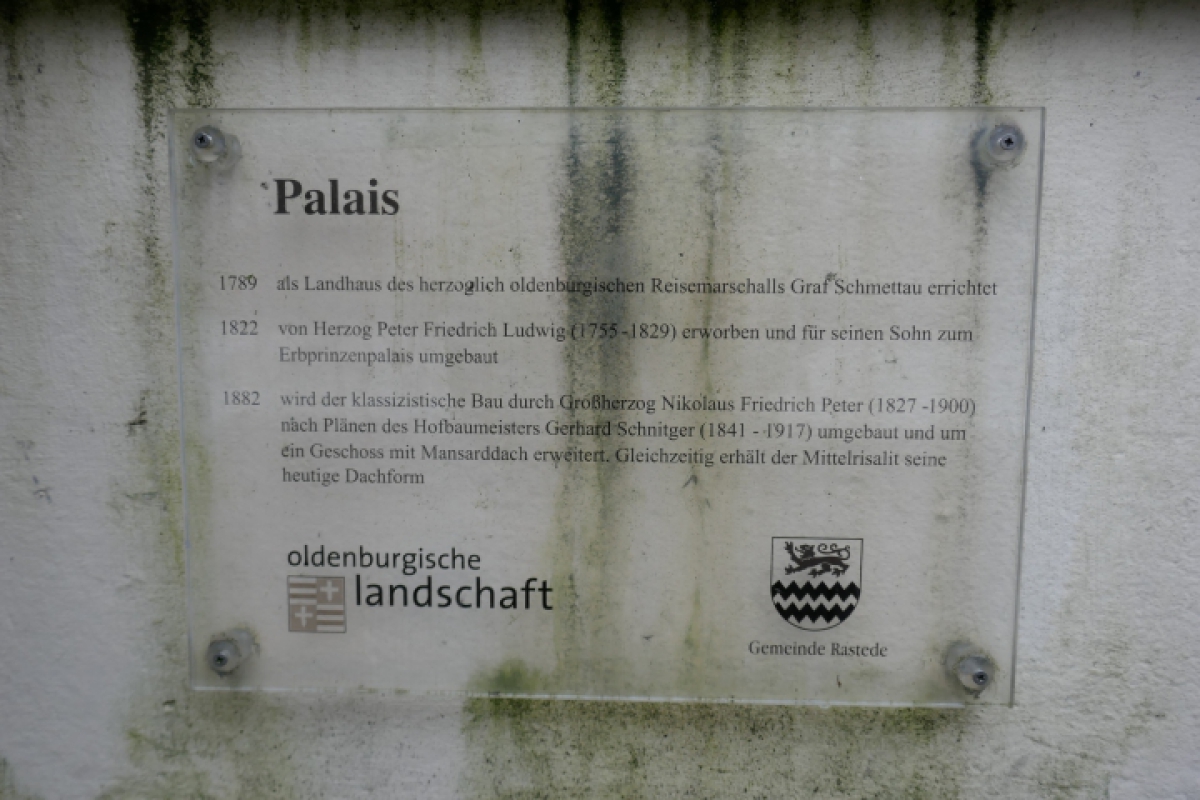 Palais
1789 als Landhaus des herzoglich oldenburgischen Reisemarschalls Graf Schmettau errichtet
1822 von Herzog Peter Friedrich Ludwig (1755 -1829) erworben und für seinen Sohn zum
Erbprinzenpalais umgebaut
1882 wird der klassizistische Bau durch Großherzog Nikolaus Friedrich Peter (1827 -1900)
nach Plänen des Hofbaumeisters Gerhard Schnitger (1841 - 1917) umgebaut und um
ein Geschoss mit Mansarddach erweitert. Gleichzeitig erhält der Mittelrisalit seine
heutige Dachform
oldenburgische
landschaft
Gemeinde Rastede